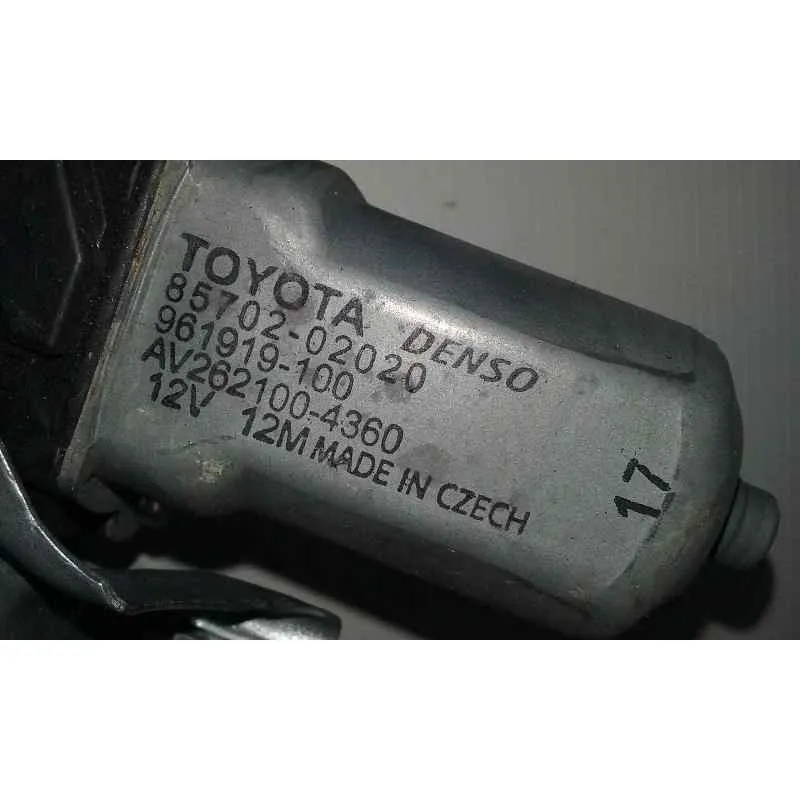 TOYOTA DENSO
85702-02020
961919-100
AV262100-4360
12V 12M MADE IN CZECH
17